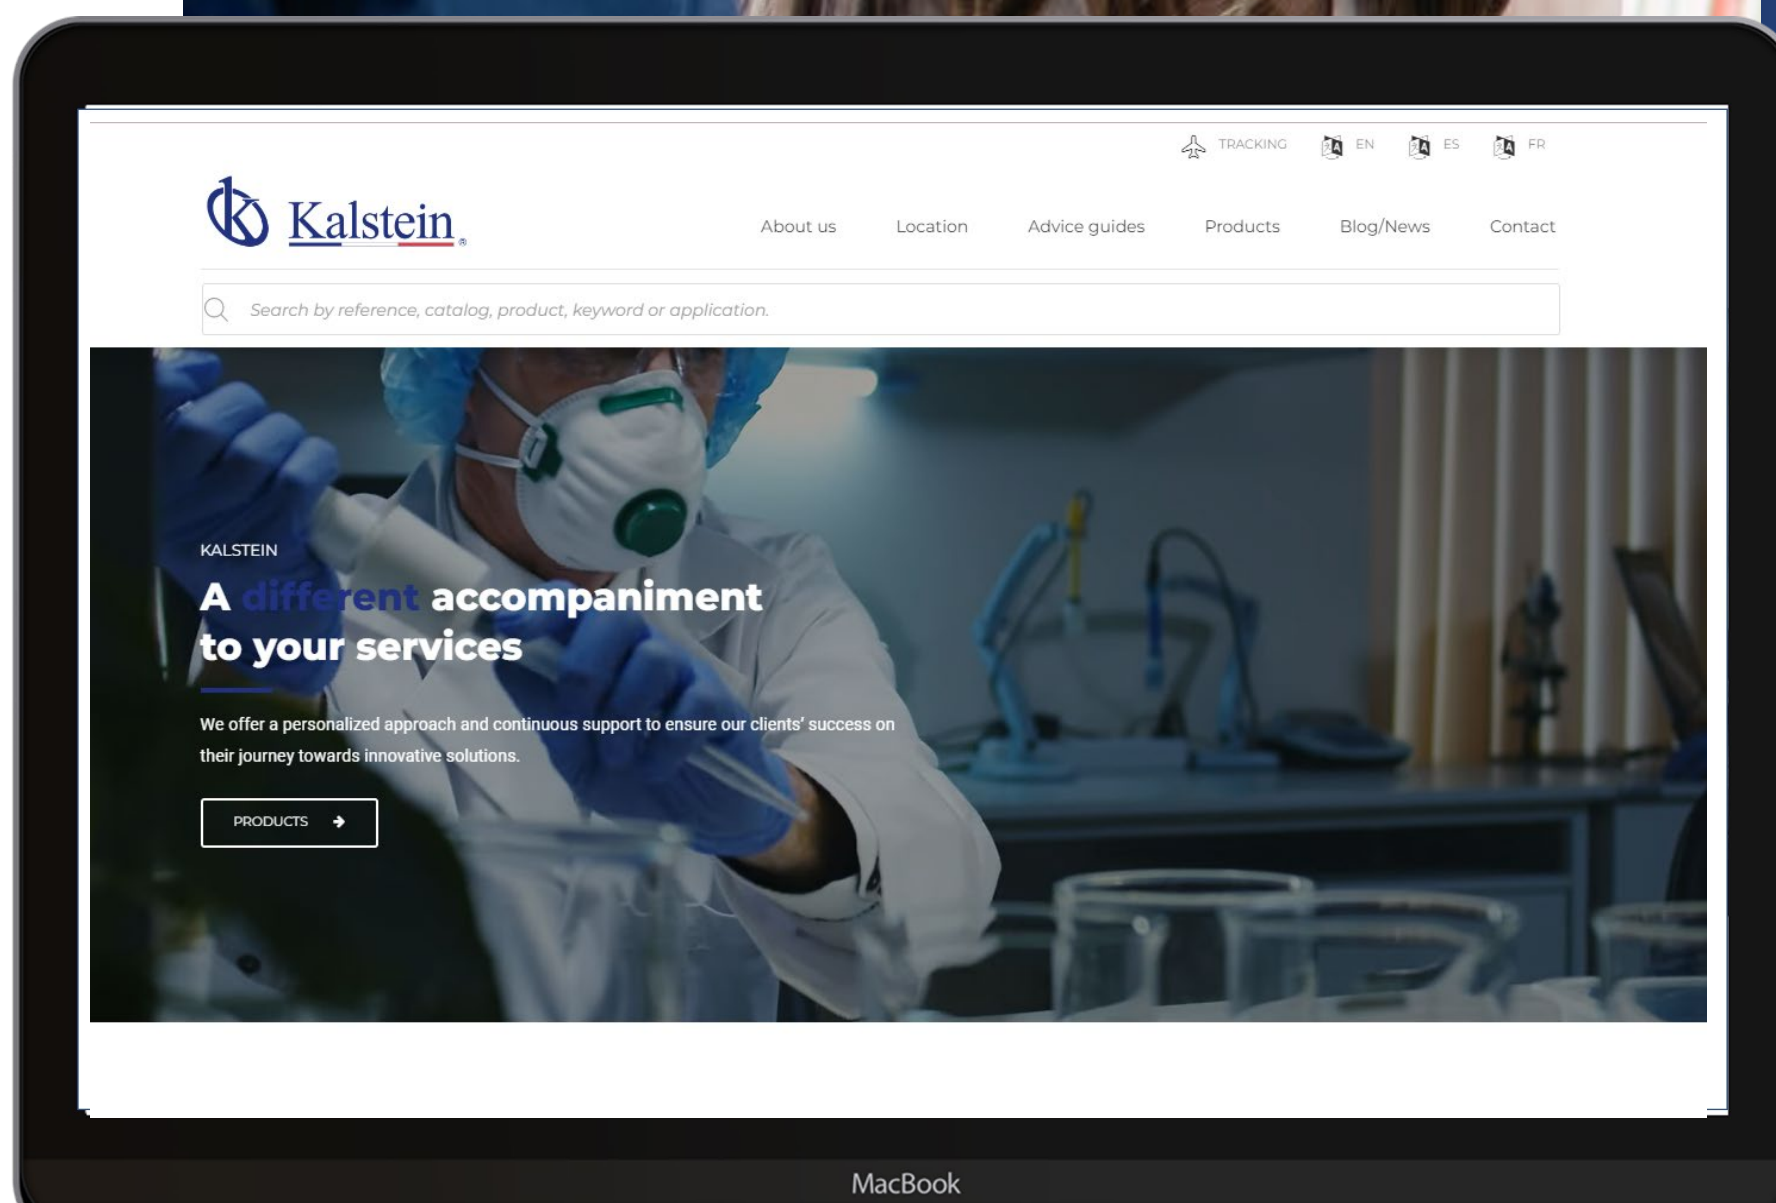 TRACKING EN ES FR
Kalstein®
About us Location Advice guides Products Blog/News Contact
Search by reference, catalog, product, keyword or application.
KALSTEIN
A different accompaniment
to your services
We offer a personalized approach and continuous support to ensure our clients' success on
their journey towards innovative solutions.
PRODUCTS
MacBook